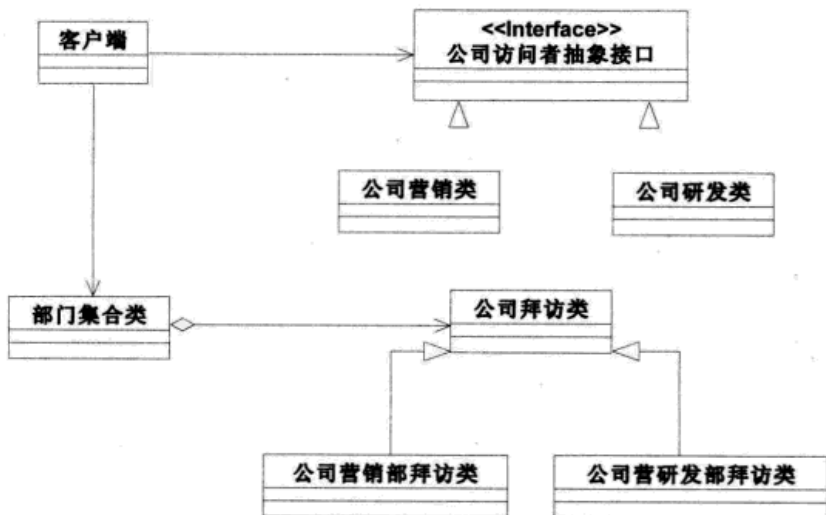 客户端
<<Interface>>
公司访问者抽象接口
公司营销类
公司研发类
部门集合类
公司拜访类
公司营销部拜访类
公司营研发部拜访类